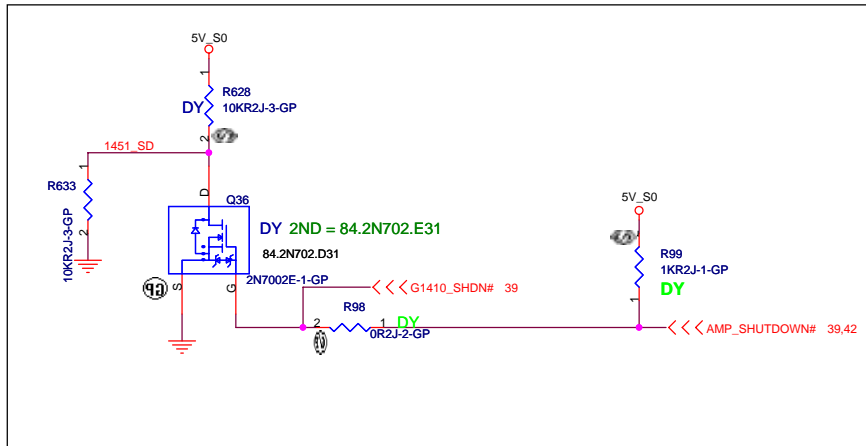 5V_S0
1
R628
DY
10KR2J-3-GP
2
1451_SD
1
R633
10KR2J-3-GP
2
D
Q36
DY 2ND = 84.2N702.E31
84.2N702.D31
2N7002E-1-GP
S
G
GP
G1410_SHDN# 39
R98
2
1
DY
0R2J-2-GP
5V_S0
R99
1KR2J-1-GP
DY
1
AMP_SHUTDOWN# 39,42